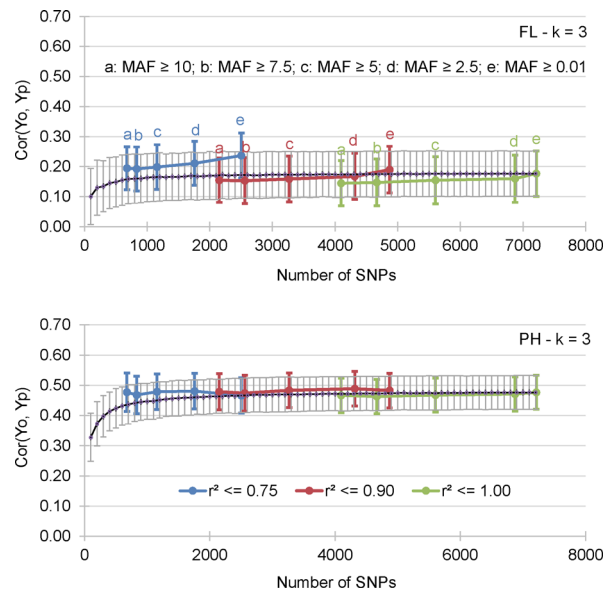 FL - k = 3
a: MAF ≥ 10; b: MAF ≥ 7.5; c: MAF ≥ 5; d: MAF ≥ 2.5; e: MAF ≥ 0.01
Cor(Yo, Yp)
0.70
0.60
0.50
0.40
0.30
0.20
0.10
0.00
a b c d e
a b c d e
a b c d e
0 1000 2000 3000 4000 5000 6000 7000 8000
Number of SNPs
PH - k = 3
Cor(Yo, Yp)
0.70
0.60
0.50
0.40
0.30
0.20
0.10
0.00
r² <= 0.75 r² <= 0.90 r² <= 1.00
0 2000 4000 6000 8000
Number of SNPs